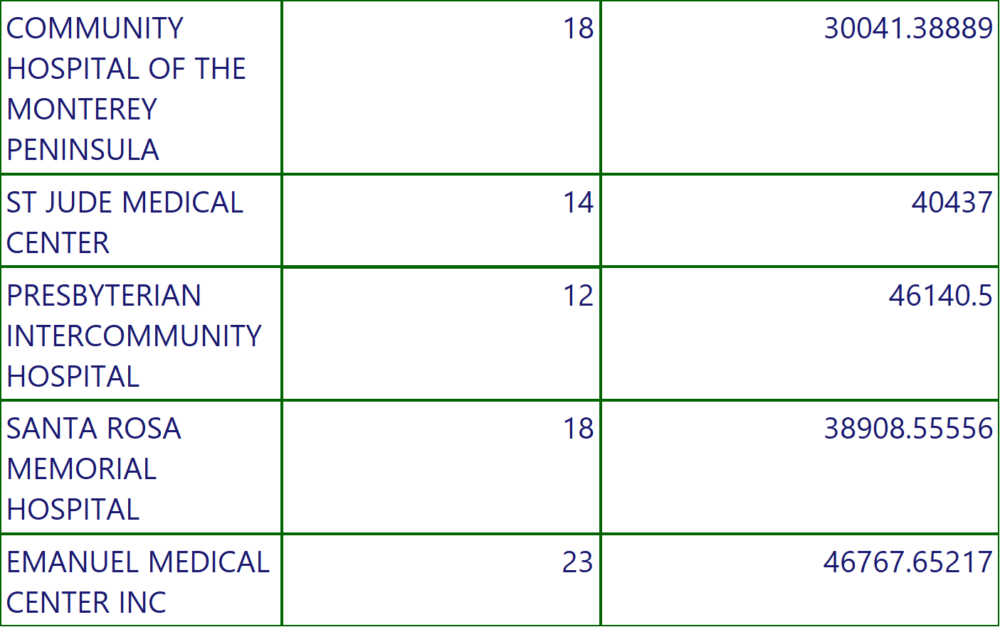 COMMUNITY 18 30041.38889
HOSPITAL OF THE
MONTEREY
PENINSULA
ST JUDE MEDICAL 14 40437
CENTER
PRESBYTERIAN 12 46140.5
INTERCOMMUNITY
HOSPITAL
SANTA ROSA 18 38908.55556
MEMORIAL
HOSPITAL
EMANUEL MEDICAL 23 46767.65217
CENTER INC